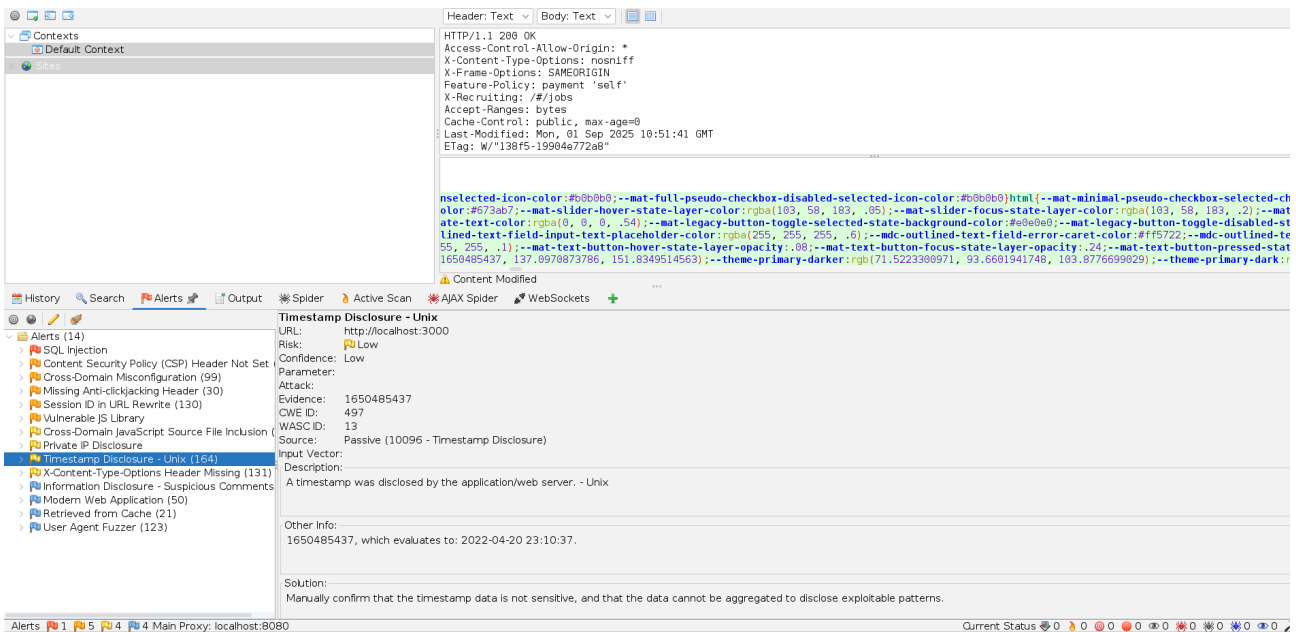 Header: Text Body: Text
Contexts
Default Context
Sites
HTTP/1.1 200 OK
Access-Control-Allow-Origin: *
X-Content-Type-Options: nosniff
X-Frame-Options: SAMEORIGIN
Feature-Policy: payment 'self'
X-Recruiting: /#/jobs
Accept-Ranges: bytes
Cache-Control: public, max-age=0
Last-Modified: Mon, 01 Sep 2025 10:51:41 GMT
ETag: W/"138f5-19904e772a8"
nselected-icon-color:#b0b0b0;--mat-full-pseudo-checkbox-disabled-selected-icon-color:#b0b0b0}html{--mat-minimal-pseudo-checkbox-selected-ch
olor:#673ab7;--mat-slider-hover-state-layer-color:rgba(103, 58, 183, .05);--mat-slider-focus-state-layer-color:rgba(103, 58, 183, .2);--mat
ate-text-color:rgba(0, 0, 0, .54);--mat-legacy-button-toggle-selected-state-background-color:#e0e0e0;--mat-legacy-button-toggle-disabled-st
lined-text-field-input-text-placeholder-color:rgba(255, 255, 255, .6);--mdc-outlined-text-field-error-caret-color:#ff5722;--mdc-outlined-te
55, 255, .1);--mat-text-button-hover-state-layer-opacity:.08;--mat-text-button-focus-state-layer-opacity:.24;--mat-text-button-pressed-stat
1650485437, 137.0970873786, 151.8349514563);--theme-primary-darker:rgb(71.5223300971, 93.6601941748, 103.8776699029);--theme-primary-dark:r
Content Modified
History Search Alerts Output Spider Active Scan AJAX Spider WebSockets
Alerts (14)
SQL Injection
Content Security Policy (CSP) Header Not Set (
Cross-Domain Misconfiguration (99)
Missing Anti-clickjacking Header (30)
Session ID in URL Rewrite (130)
Vulnerable JS Library
Cross-Domain JavaScript Source File Inclusion (
Private IP Disclosure
Timestamp Disclosure - Unix (164)
X-Content-Type-Options Header Missing (131)
Information Disclosure - Suspicious Comments
Modern Web Application (50)
Retrieved from Cache (21)
User Agent Fuzzer (123)
Timestamp Disclosure - Unix
URL: http://localhost:3000
Risk: Low
Confidence: Low
Parameter:
Attack:
Evidence: 1650485437
CWE ID: 497
WASC ID: 13
Source: Passive (10096 - Timestamp Disclosure)
Input Vector:
Description:
A timestamp was disclosed by the application/web server. - Unix
Other Info:
1650485437, which evaluates to: 2022-04-20 23:10:37.
Solution:
Manually confirm that the timestamp data is not sensitive, and that the data cannot be aggregated to disclose exploitable patterns.
Alerts 1 5 4 4 Main Proxy: localhost:8080 Current Status 0 0 0 0 0 0 0 0 0